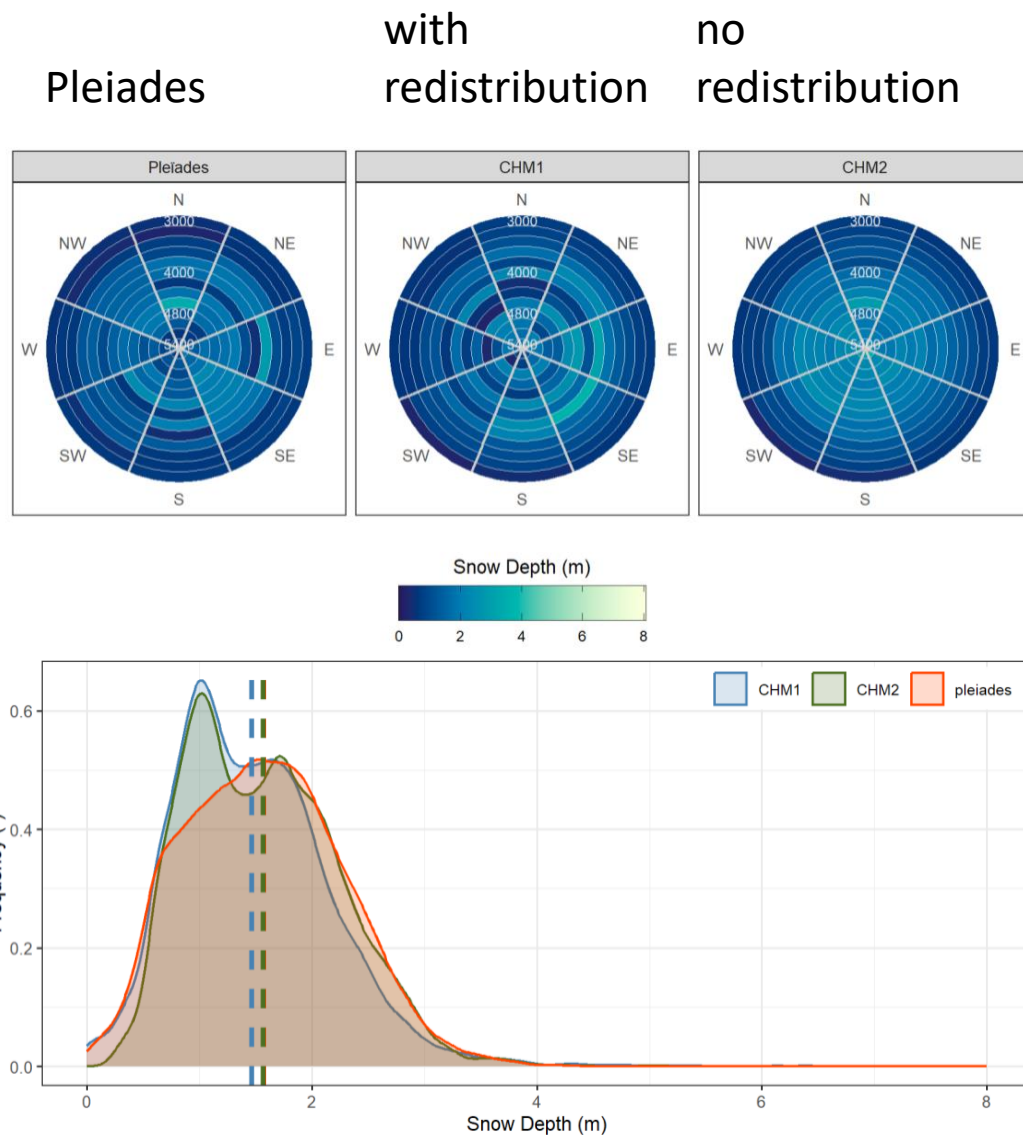 Pleiades
with
redistribution
no
redistribution
Pleïades
CHM1
CHM2
N
3000
NW
NE
4000
4800
5400
W
E
SW
SE
S
N
3000
NW
NE
4000
4800
5400
W
E
SW
SE
S
N
3000
NW
NE
4000
4800
5400
W
E
SW
SE
S
Snow Depth (m)
0 2 4 6 8
CHM1 CHM2 pleiades
0.6
0.4
0.2
0.0
0 2 4 6 8
Snow Depth (m)